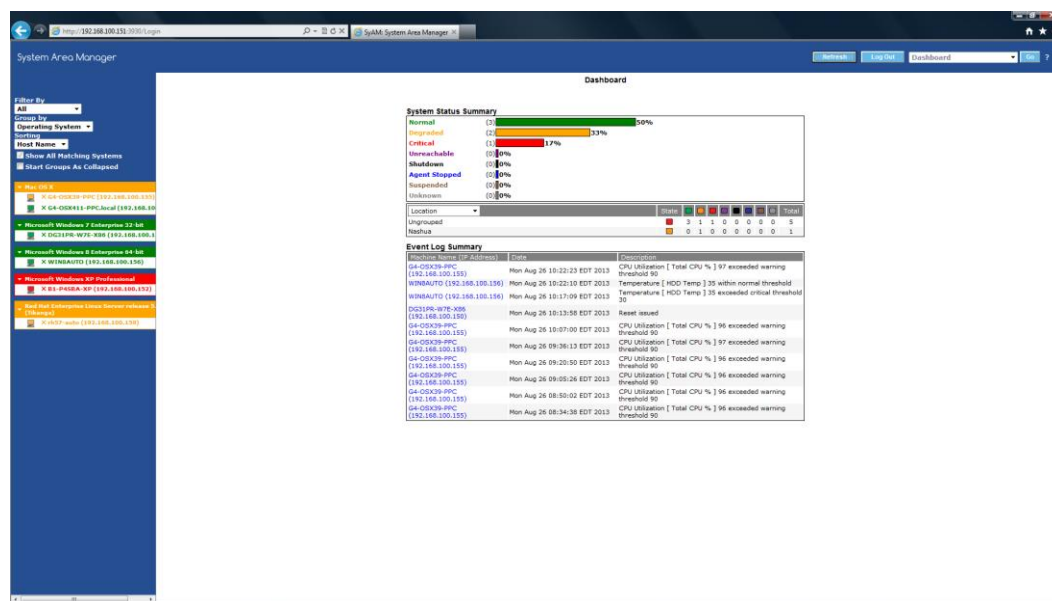 http://192.168.100.151:3930/Login
SyAM: System Area Manager
System Area Manager
Refresh
Log Out
Dashboard
Go
?
Dashboard
Filter By
All
Group by
Operating System
Sorting
Host Name
Show All Matching Systems
Start Groups As Collapsed
Mac OS X
X G4-OSX39-PPC (192.168.100.155)
X G4-OSX411-PPC.local (192.168.10
Microsoft Windows 7 Enterprise 32-bit
X DG31PR-W7E-X86 (192.168.100.1
Microsoft Windows 8 Enterprise 64-bit
X WIN8AUTO (192.168.100.156)
Microsoft Windows XP Professional
X B1-P4SBA-XP (192.168.100.152)
Red Hat Enterprise Linux Server release 5
(Tikanga)
System Status Summary
Normal (3) 50%
Degraded (2) 33%
Critical (1) 17%
Unreachable (0) 0%
Shutdown (0) 0%
Agent Stopped (0) 0%
Suspended (0) 0%
Unknown (0) 0%
Location State Total
Ungrouped 3 1 1 0 0 0 0 0 5
Nashua 0 1 0 0 0 0 0 0 1
Event Log Summary
Machine Name (IP Address) Date Description
G4-OSX39-PPC
(192.168.100.155) Mon Aug 26 10:22:23 EDT 2013 CPU Utilization [ Total CPU % ] 97 exceeded warning
threshold 90
WIN8AUTO (192.168.100.156) Mon Aug 26 10:22:10 EDT 2013 Temperature [ HDD Temp ] 35 within normal threshold
WIN8AUTO (192.168.100.156) Mon Aug 26 10:17:09 EDT 2013 Temperature [ HDD Temp ] 35 exceeded critical threshold
30
DG31PR-W7E-X86
(192.168.100.150) Mon Aug 26 10:13:58 EDT 2013 Reset issued
G4-OSX39-PPC
(192.168.100.155) Mon Aug 26 10:07:00 EDT 2013 CPU Utilization [ Total CPU % ] 96 exceeded warning
threshold 90
G4-OSX39-PPC
(192.168.100.155) Mon Aug 26 09:36:13 EDT 2013 CPU Utilization [ Total CPU % ] 97 exceeded warning
threshold 90
G4-OSX39-PPC
(192.168.100.155) Mon Aug 26 09:20:50 EDT 2013 CPU Utilization [ Total CPU % ] 96 exceeded warning
threshold 90
G4-OSX39-PPC
(192.168.100.155) Mon Aug 26 09:05:26 EDT 2013 CPU Utilization [ Total CPU % ] 96 exceeded warning
threshold 90
G4-OSX39-PPC
(192.168.100.155) Mon Aug 26 08:50:02 EDT 2013 CPU Utilization [ Total CPU % ] 96 exceeded warning
threshold 90
G4-OSX39-PPC
(192.168.100.155) Mon Aug 26 08:34:38 EDT 2013 CPU Utilization [ Total CPU % ] 96 exceeded warning
threshold 90